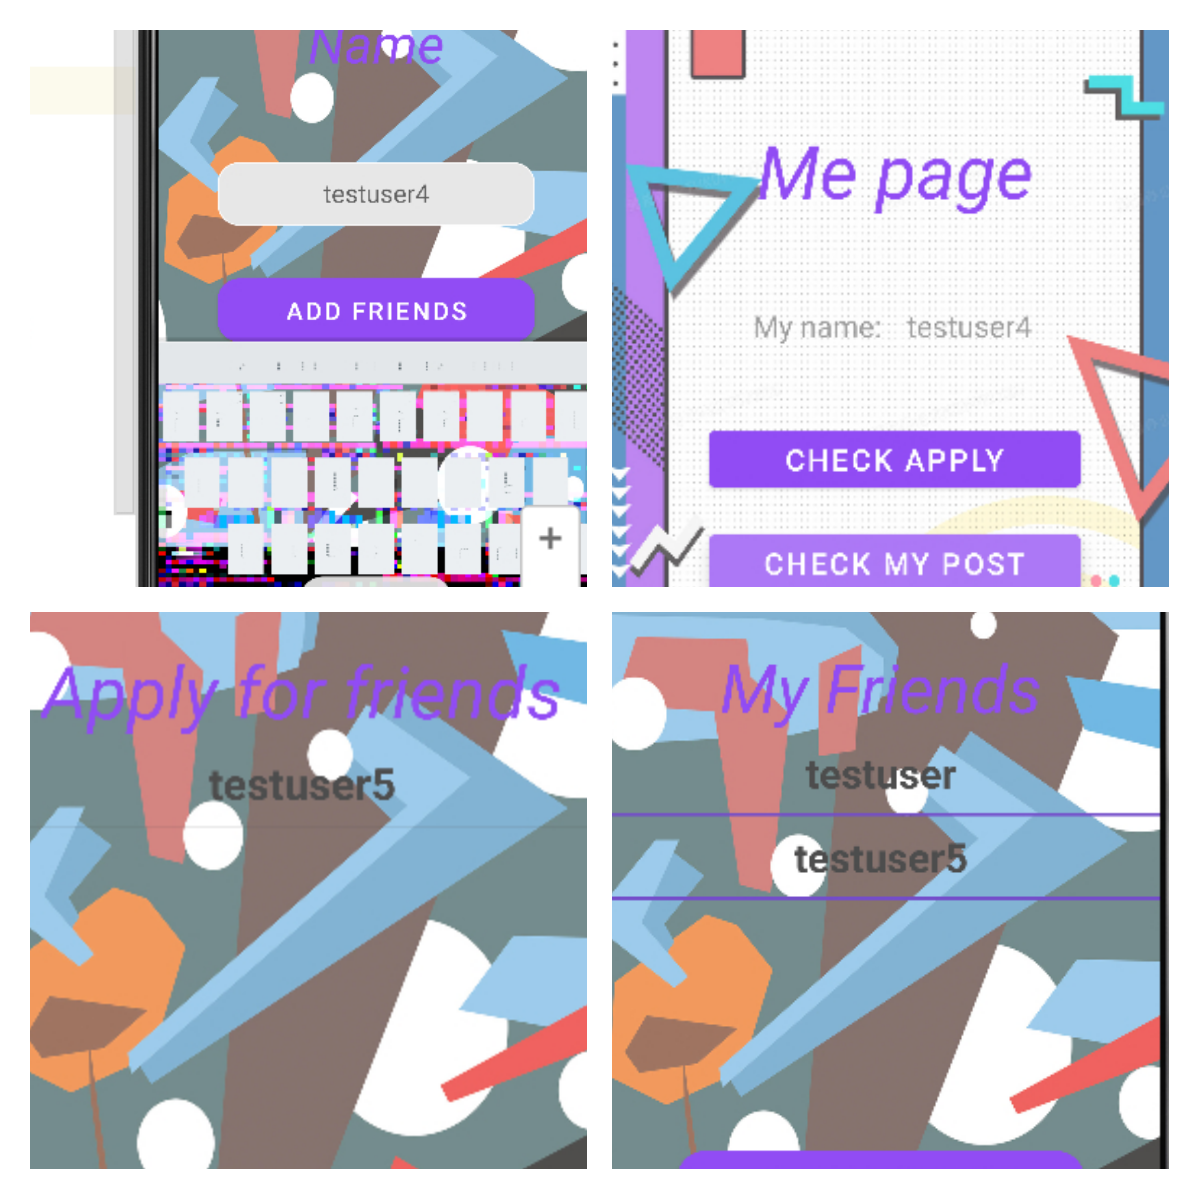 Name
testuser4
ADD FRIENDS
+
Me page
My name: testuser4
CHECK APPLY
CHECK MY POST
Apply for friends
testuser5
My Friends
testuser
testuser5